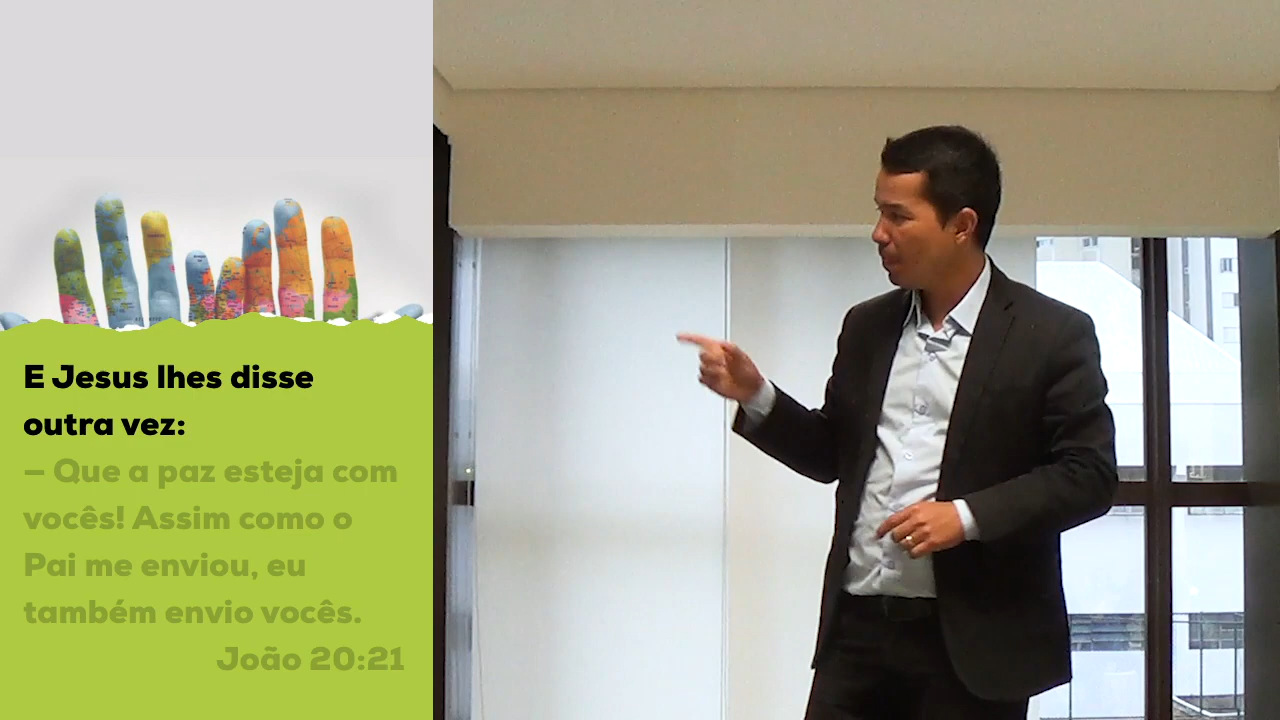 E Jesus lhes disse
outra vez:
– Que a paz esteja com
vocês! Assim como o
Pai me enviou, eu
também envio vocês.
João 20:21